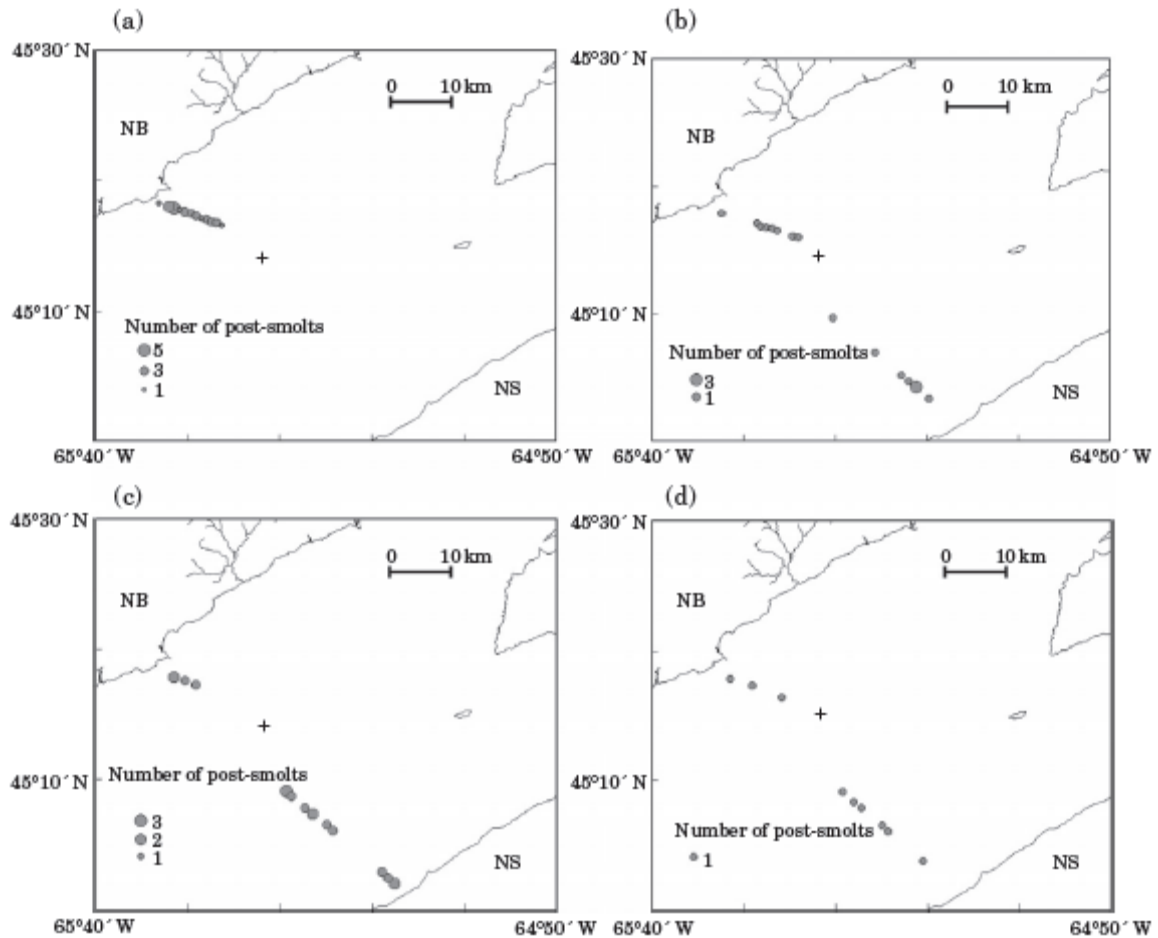 (a)
45°30´ N
0 10 km
NB
45°10´ N
Number of post-smolts
5
3
1
NS
65°40´ W 64°50´ W
(b)
45°30´ N
0 10 km
NB
45°10´ N
Number of post-smolts
3
1
NS
65°40´ W 64°50´ W
(c)
45°30´ N
0 10 km
NB
45°10´ N
Number of post-smolts
3
2
1
NS
65°40´ W 64°50´ W
(d)
45°30´ N
0 10 km
NB
45°10´ N
Number of post-smolts
1
NS
65°40´ W 64°50´ W